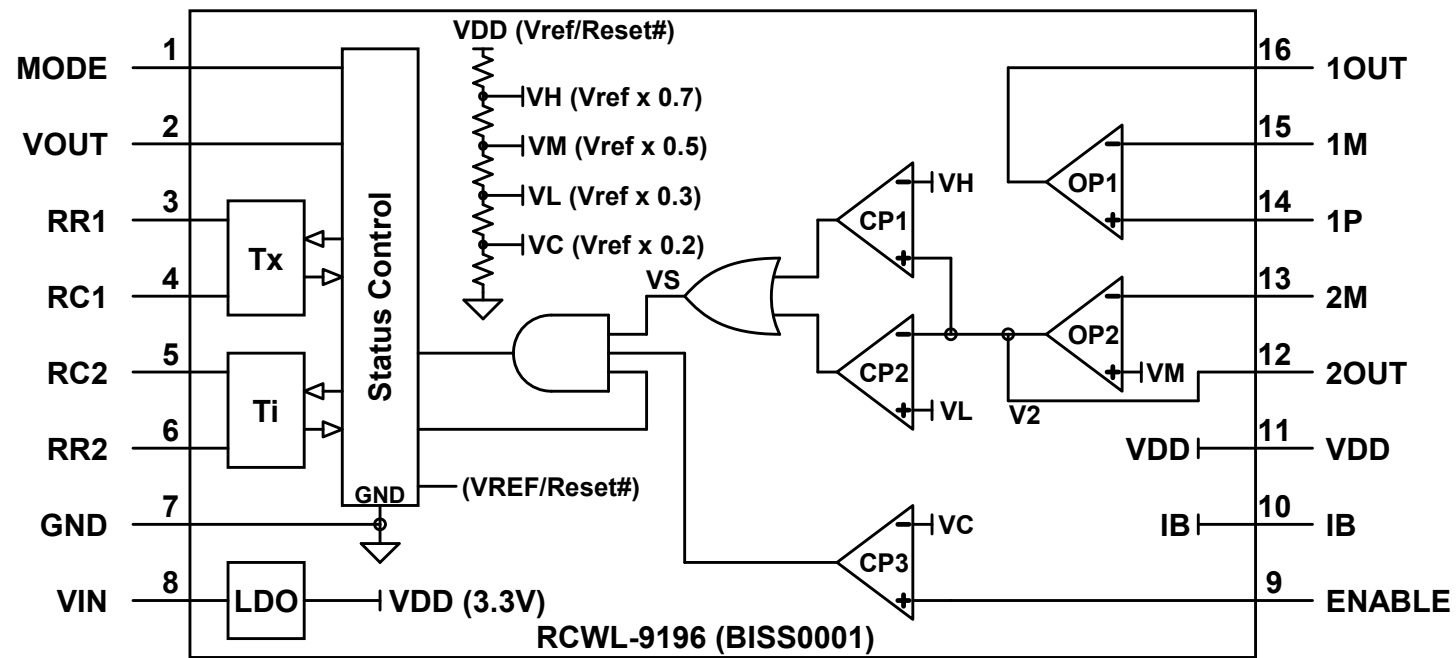 VDD (Vref/Reset#)
VH (Vref x 0.7)
VM (Vref x 0.5)
VL (Vref x 0.3)
VC (Vref x 0.2)
1
MODE
2
VOUT
3
RR1
4
RC1
5
RC2
6
RR2
7
GND
8
VIN
Tx
Ti
LDO
Status Control
GND
(VREF/Reset#)
VDD (3.3V)
VS
CP1
VH
CP2
VL
CP3
VC
OP1
OP2
VM
V2
16
1OUT
15
1M
14
1P
13
2M
12
2OUT
VDD
11
VDD
IB
10
IB
9
ENABLE
RCWL-9196 (BISS0001)